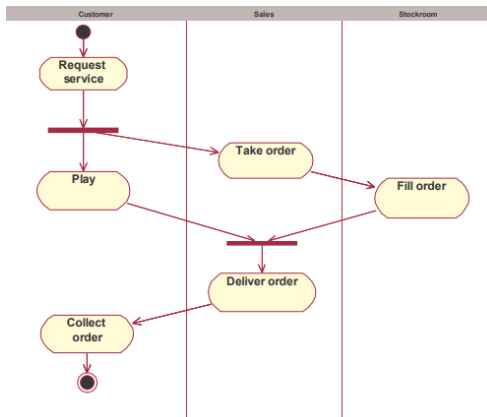 Customer Sales Stockroom
Request
service
Take order
Play
Fill order
Deliver order
Collect
order